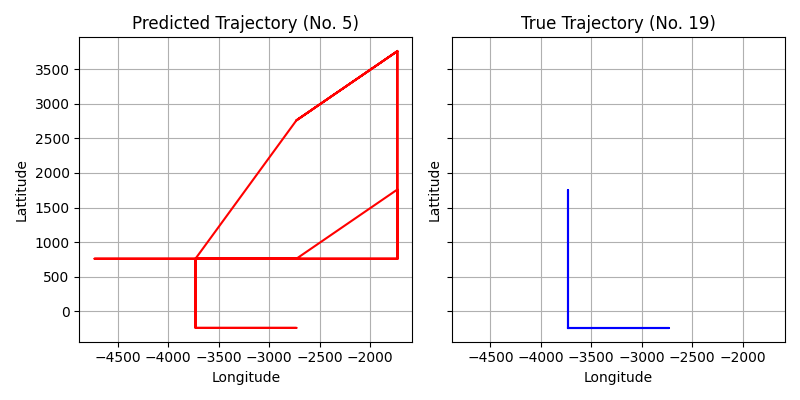 Predicted Trajectory (No. 5)
True Trajectory (No. 19)
Lattitude
3500
3000
2500
2000
1500
1000
500
0
−4500 −4000 −3500 −3000 −2500 −2000
Longitude
Lattitude
−4500 −4000 −3500 −3000 −2500 −2000
Longitude